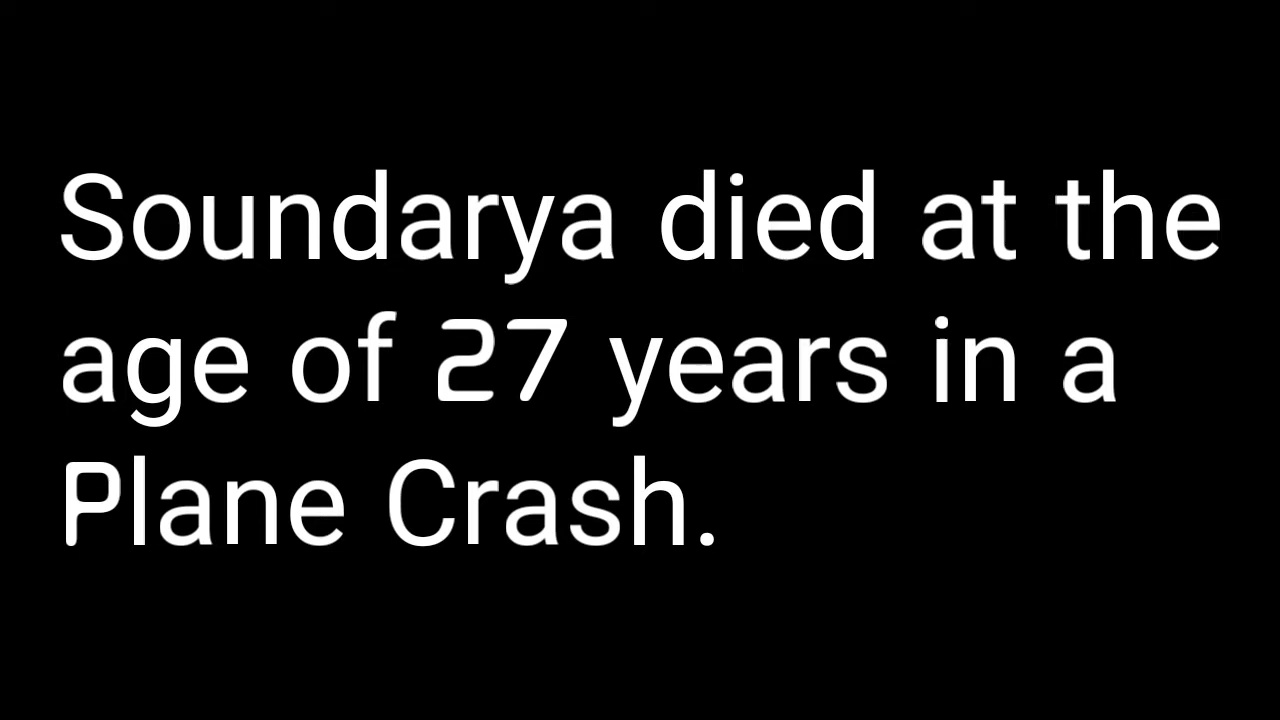 Soundarya died at the
age of 27 years in a
Plane Crash.